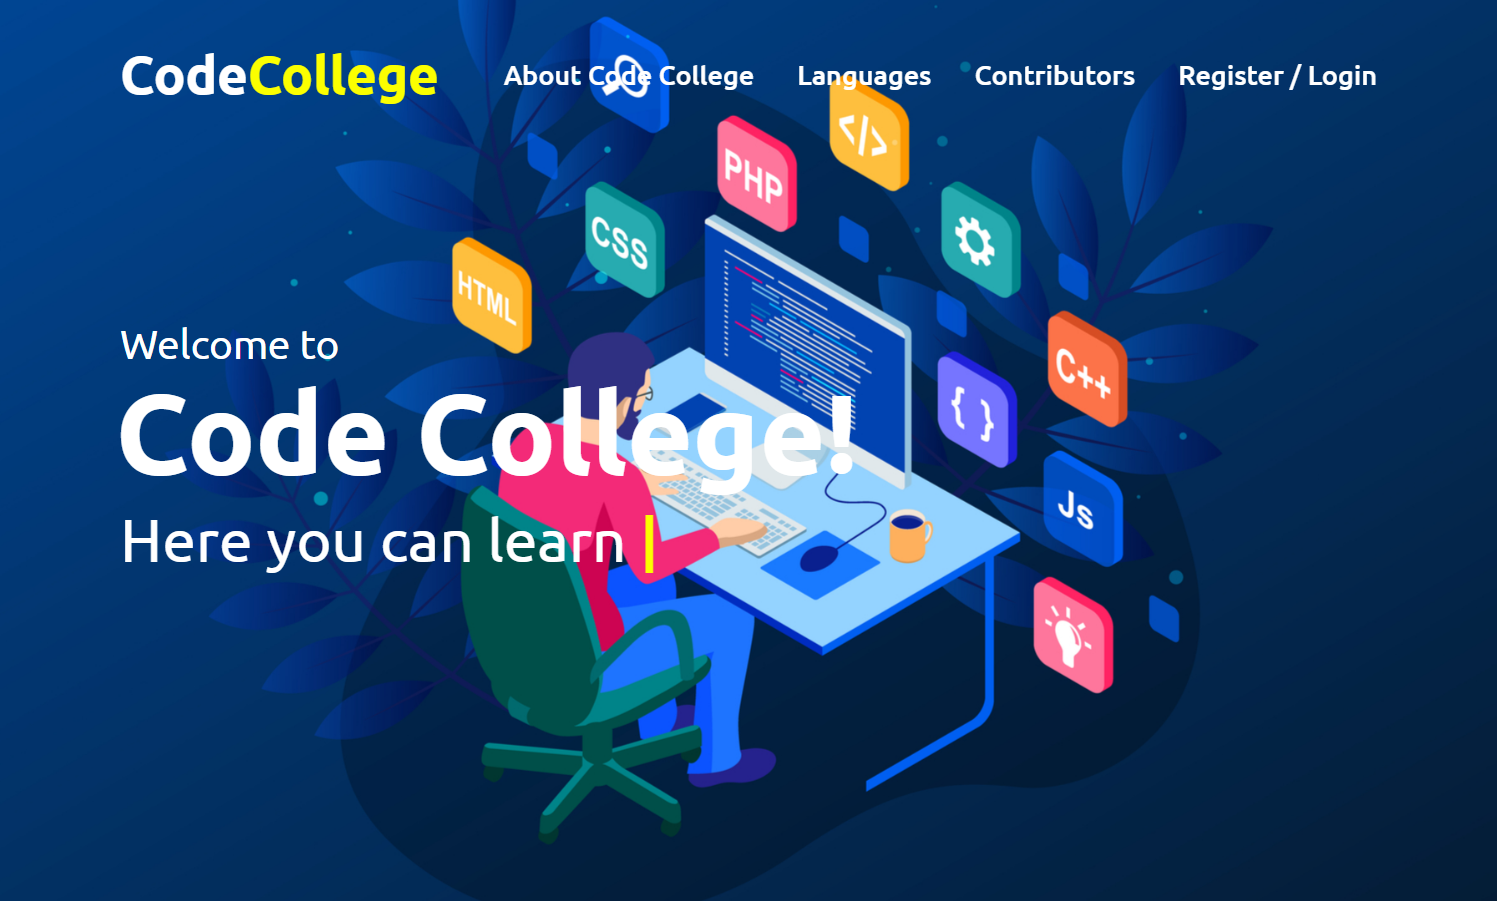 CodeCollege
About Code College
Languages
Contributors
Register / Login
PHP
</>
CSS
HTML
Welcome to
Code College!
Here you can learn |
C++
{ }
Js